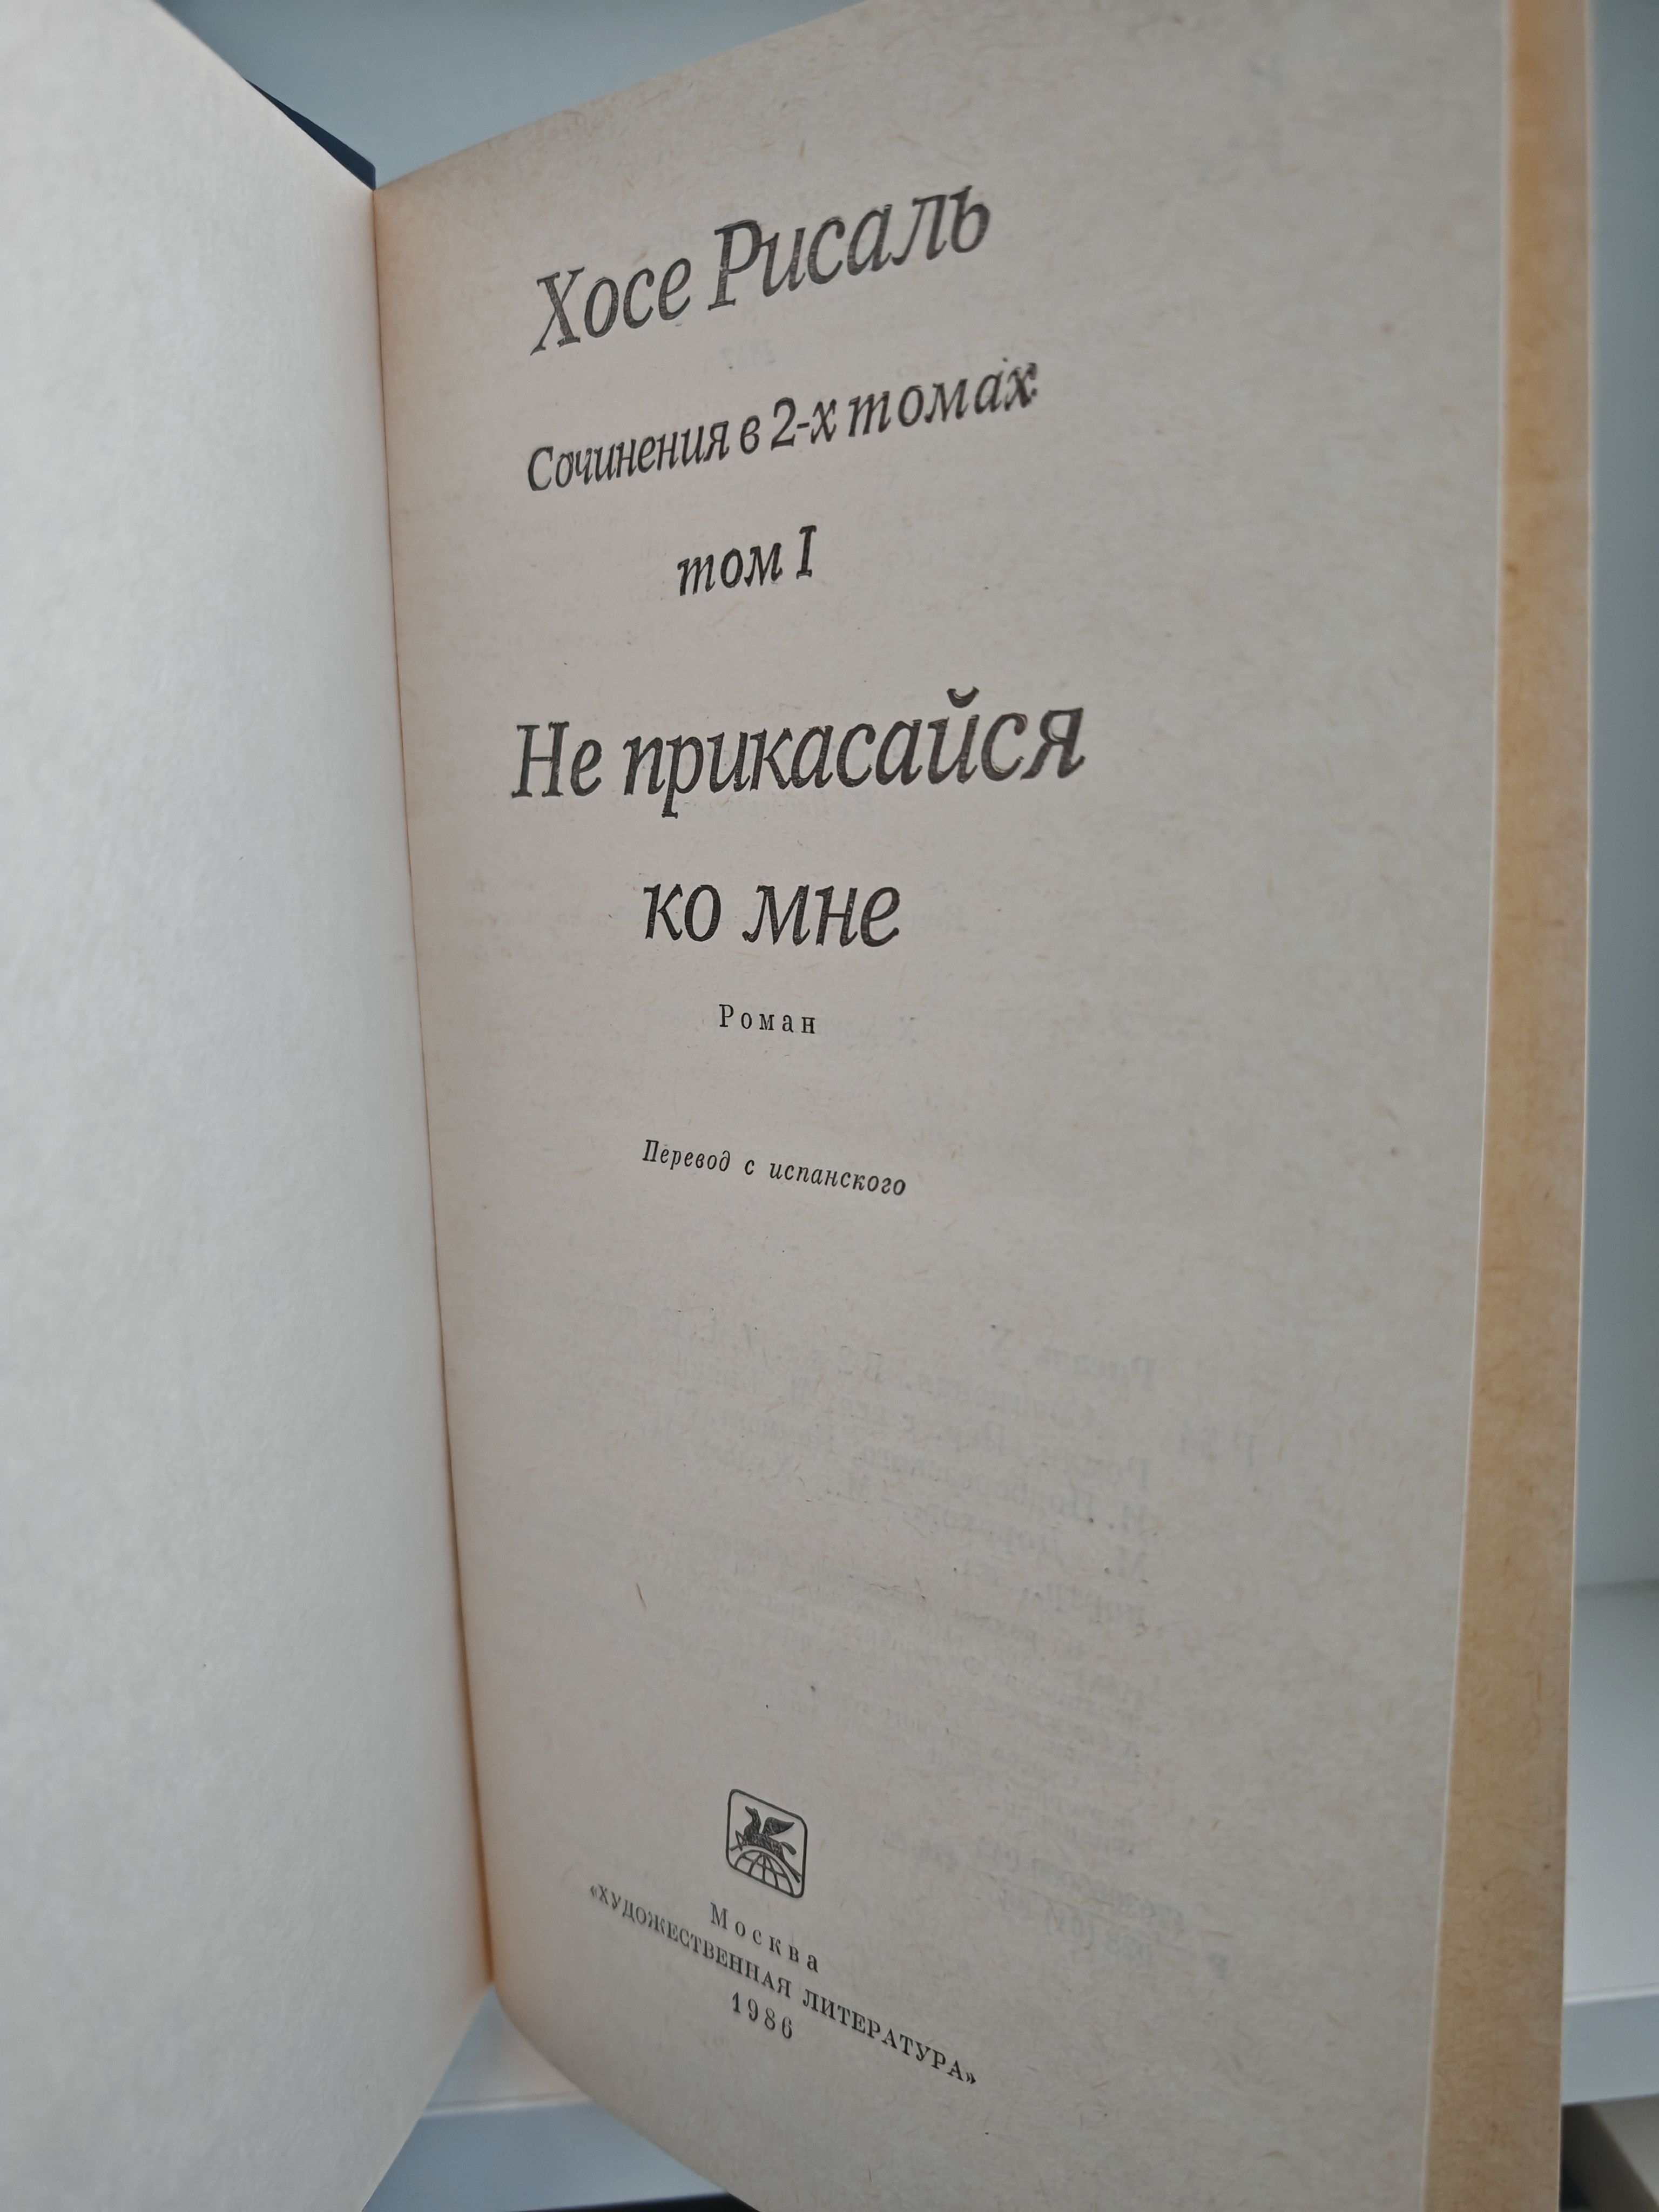 Хосе Рисаль
Сочинения в 2-х томах
том I
Не прикасайся
ко мне
Роман
Перевод с испанского
Москва
«ХУДОЖЕСТВЕННАЯ ЛИТЕРАТУРА»
1986